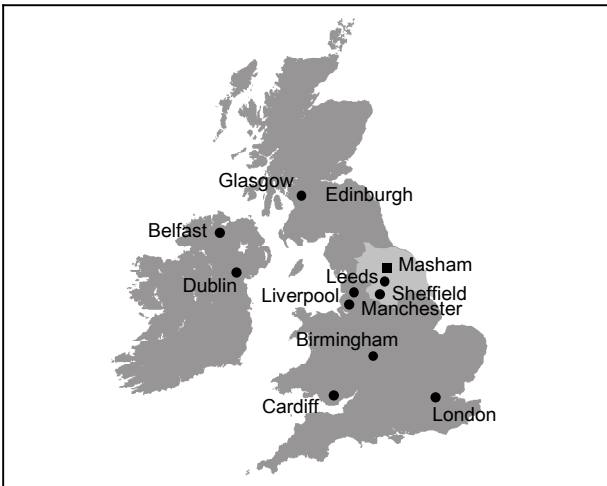 Glasgow
Edinburgh
Belfast
Masham
Leeds
Dublin
Liverpool
Sheffield
Manchester
Birmingham
Cardiff
London